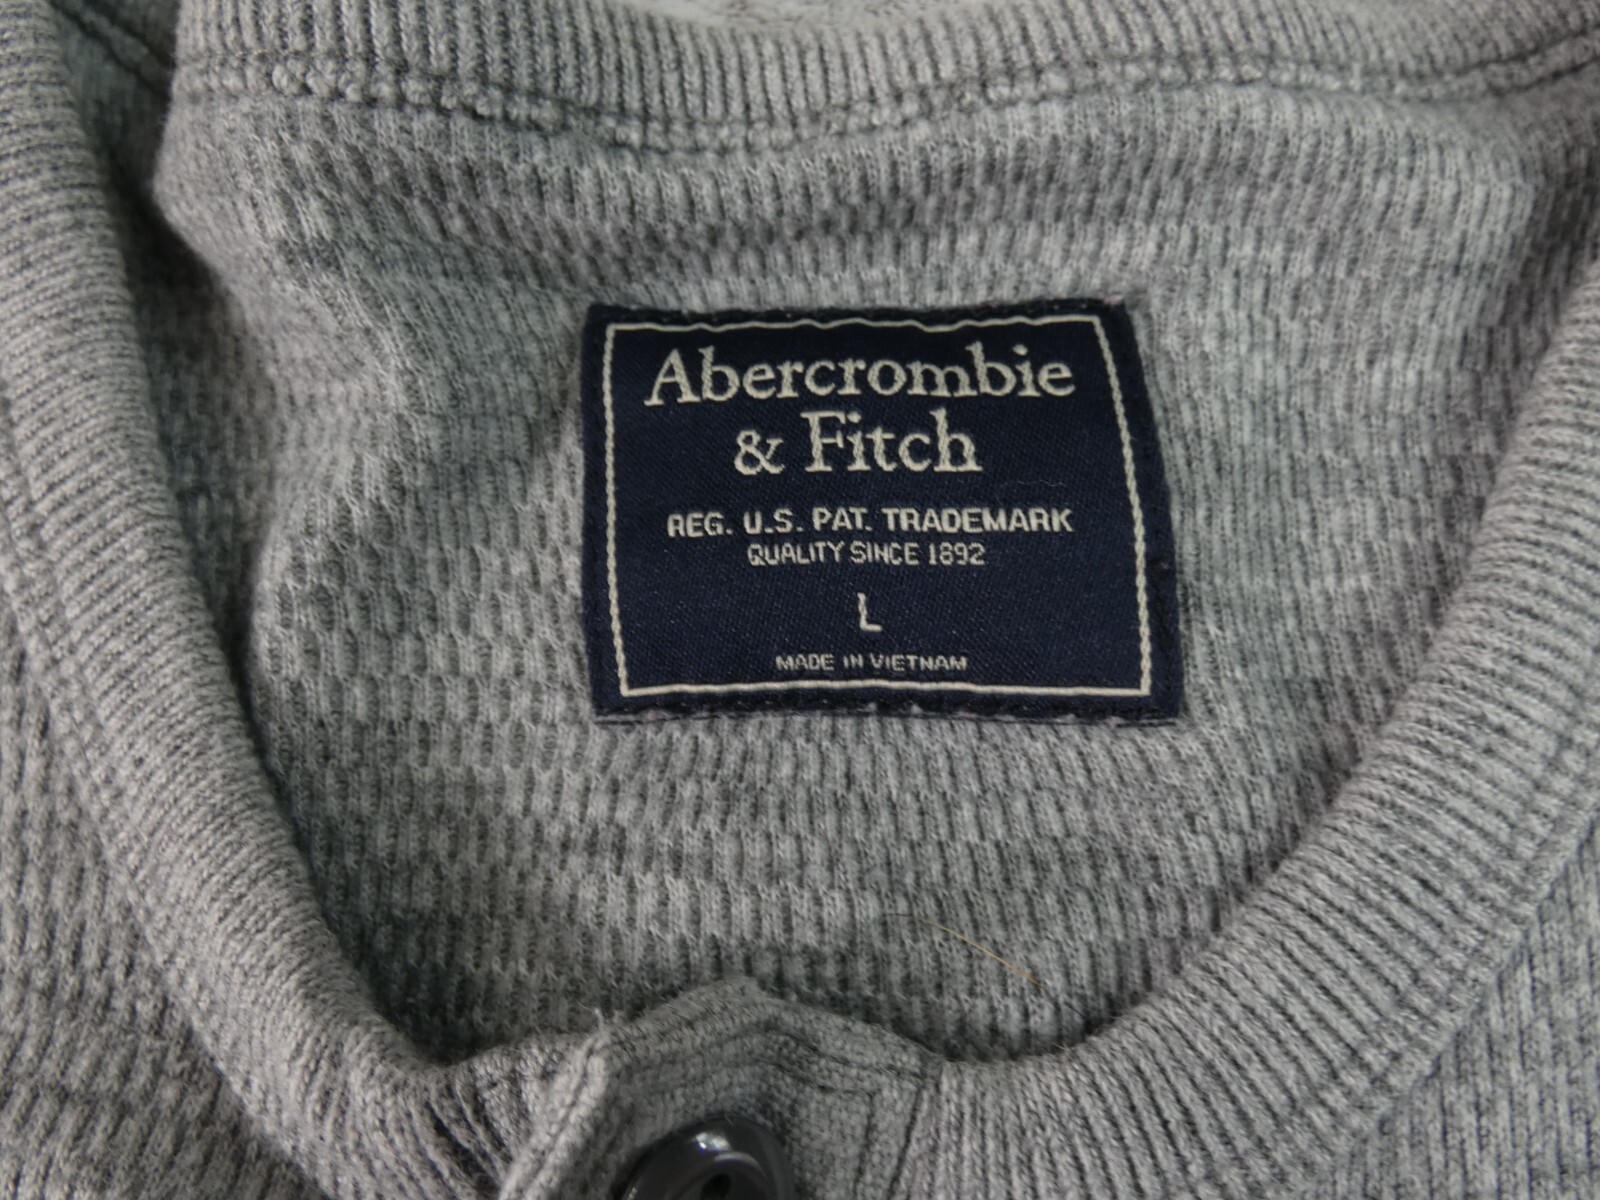 Abercrombie
& Fitch
REG. U.S. PAT. TRADEMARK
QUALITY SINCE 1892
L
MADE IN VIETNAM